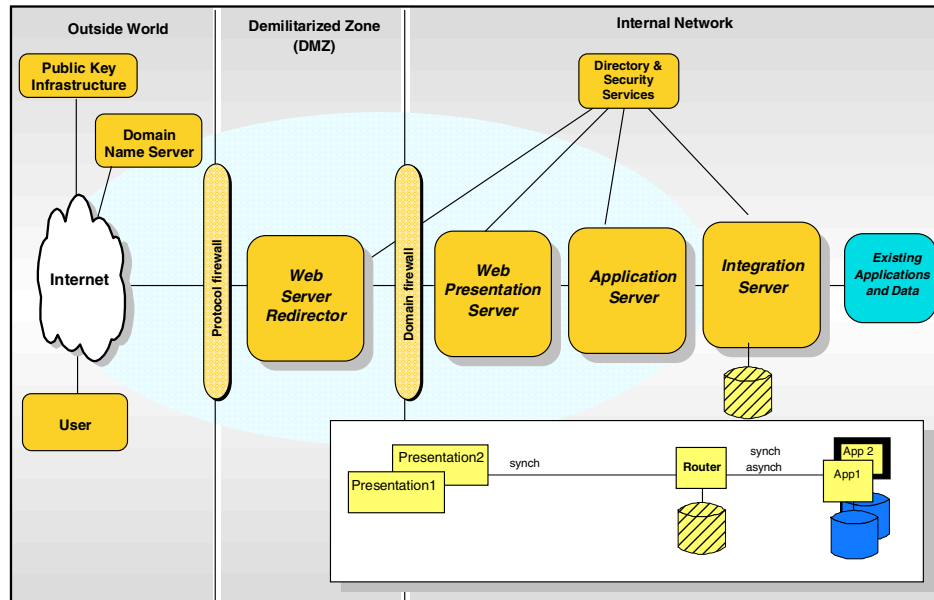 Outside World
Demilitarized Zone
(DMZ)
Internal Network
Public Key
Infrastructure
Directory &
Security
Services
Domain
Name Server
Internet
Protocol firewall
Web
Server
Redirector
Domain firewall
Web
Presentation
Server
Application
Server
Integration
Server
Existing
Applications
and Data
User
Presentation2
Presentation1
synch
Router
synch
asynch
App 2
App1